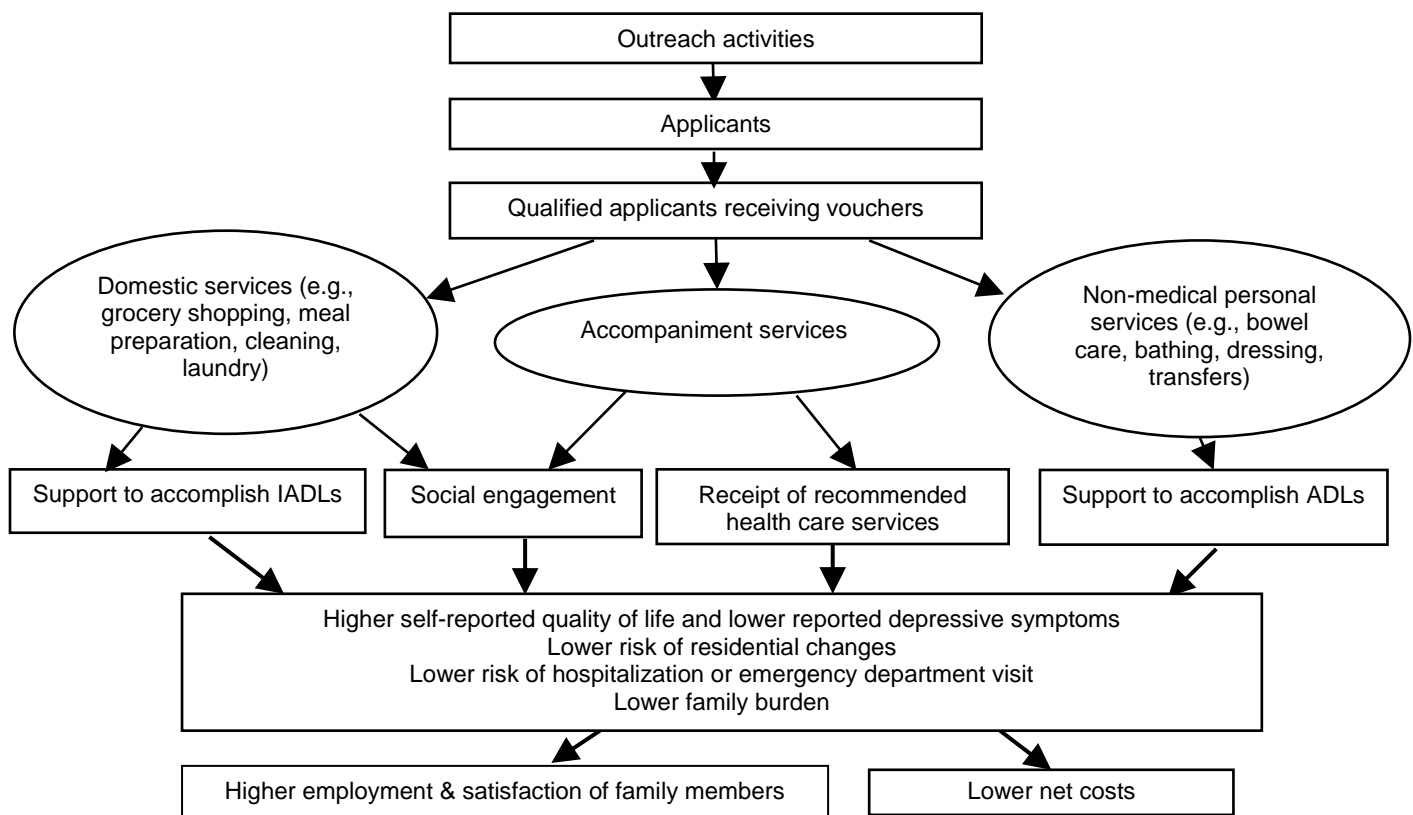 Outreach activities
Applicants
Qualified applicants receiving vouchers
Domestic services (e.g.,
grocery shopping, meal
preparation, cleaning,
laundry)
Accompaniment services
Non-medical personal
services (e.g., bowel
care, bathing, dressing,
transfers)
Support to accomplish IADLs
Social engagement
Receipt of recommended
health care services
Support to accomplish ADLs
Higher self-reported quality of life and lower reported depressive symptoms
Lower risk of residential changes
Lower risk of hospitalization or emergency department visit
Lower family burden
Higher employment & satisfaction of family members
Lower net costs